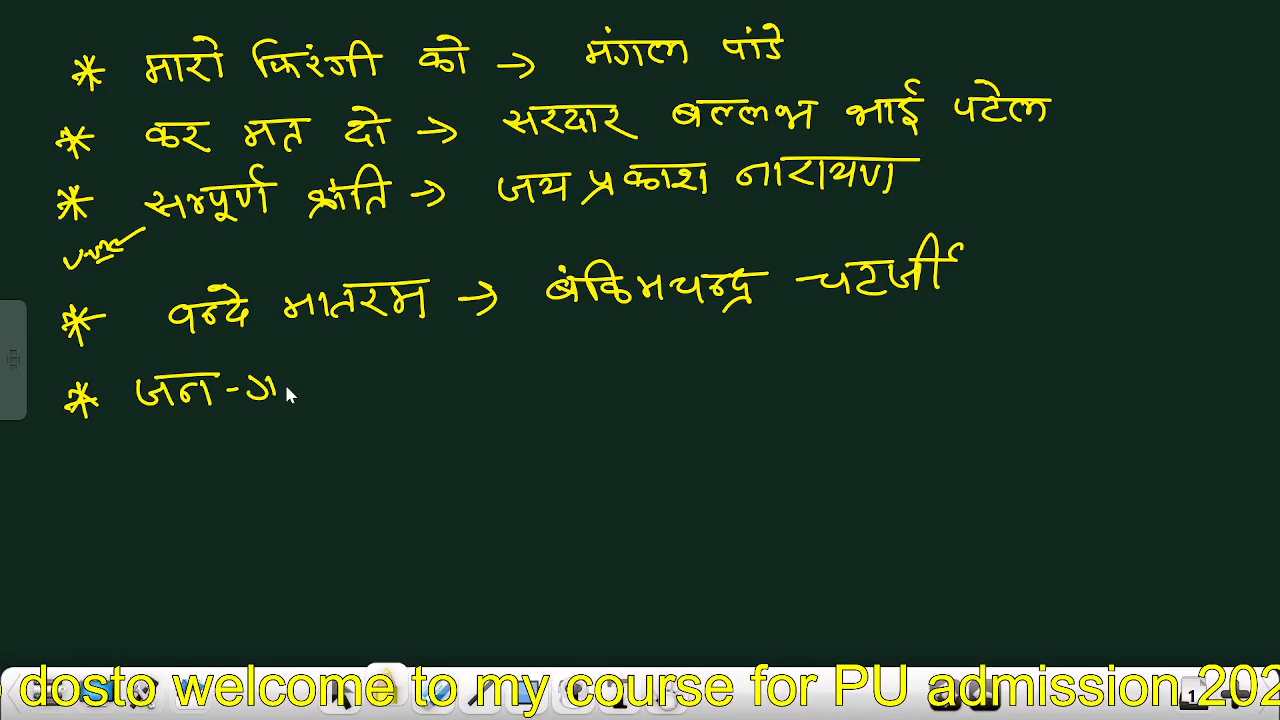 * मारो फिरंगी को → मंगल पांडे
* कर मत दो → सरदार बल्लभ भाई पटेल
* सम्पूर्ण क्रांति → जय प्रकाश नारायण
* वन्दे मातरम → बंकिमचन्द्र चटर्जी
* जन-ग
dosto welcome to my course for PU admission 202